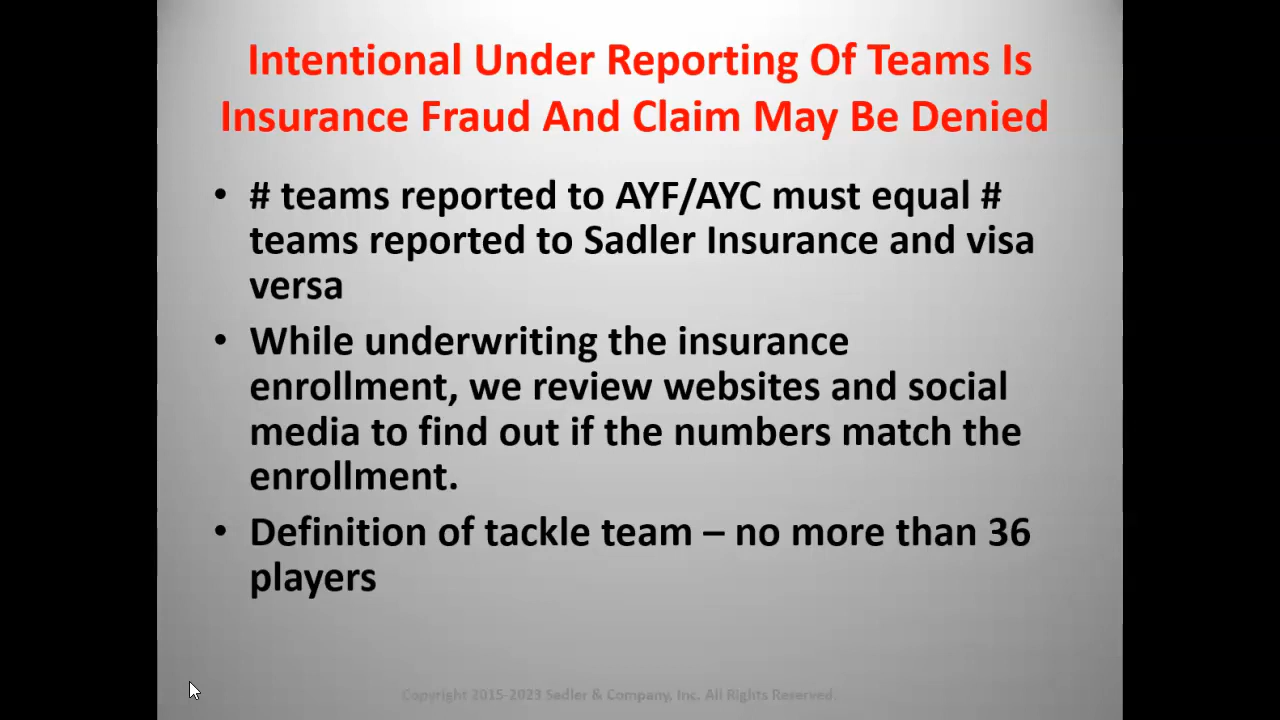 Intentional Under Reporting Of Teams Is
Insurance Fraud And Claim May Be Denied
• # teams reported to AYF/AYC must equal #
teams reported to Sadler Insurance and visa
versa
• While underwriting the insurance
enrollment, we review websites and social
media to find out if the numbers match the
enrollment.
• Definition of tackle team – no more than 36
players
Copyright 2015-2023 Sadler & Company, Inc. All Rights Reserved.